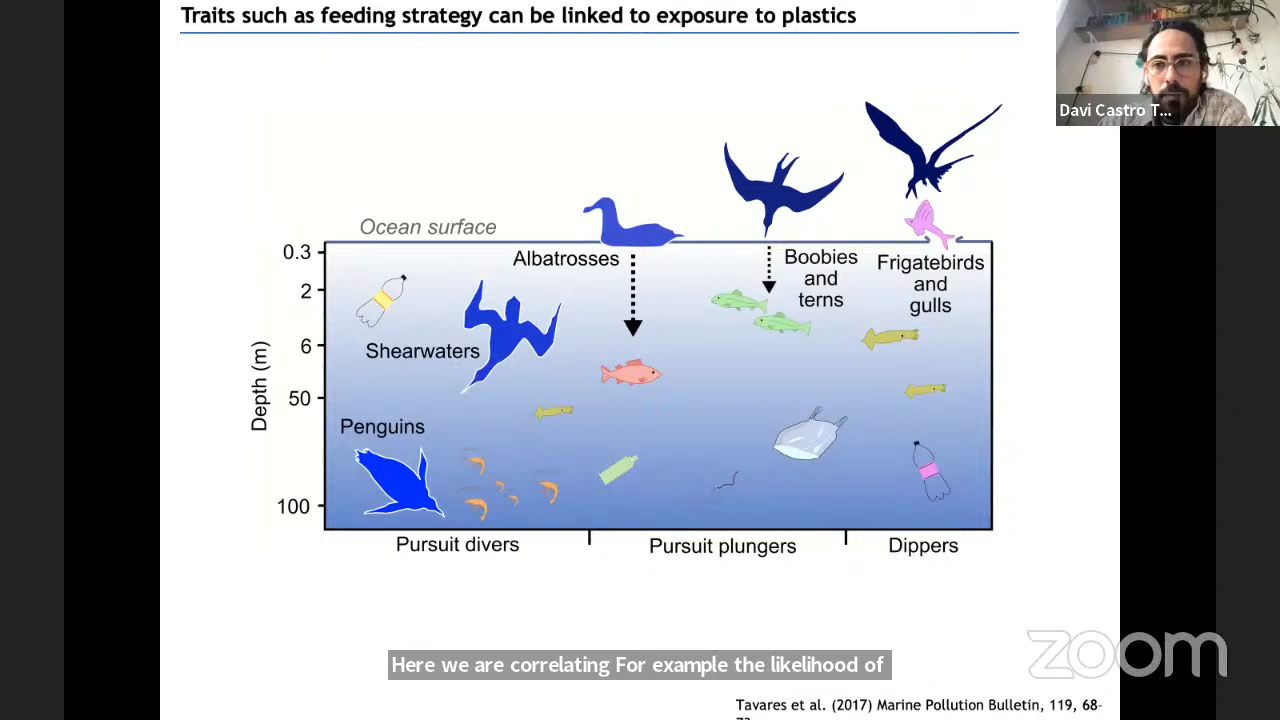 Traits such as feeding strategy can be linked to exposure to plastics
Davi Castro T...
Ocean surface
0.3
2
6
50
100
Depth (m)
Albatrosses
Boobies
and
terns
Frigatebirds
and
gulls
Shearwaters
Penguins
Pursuit divers
Pursuit plungers
Dippers
Here we are correlating For example the likelihood of
zoom
Tavares et al. (2017) Marine Pollution Bulletin, 119, 68-